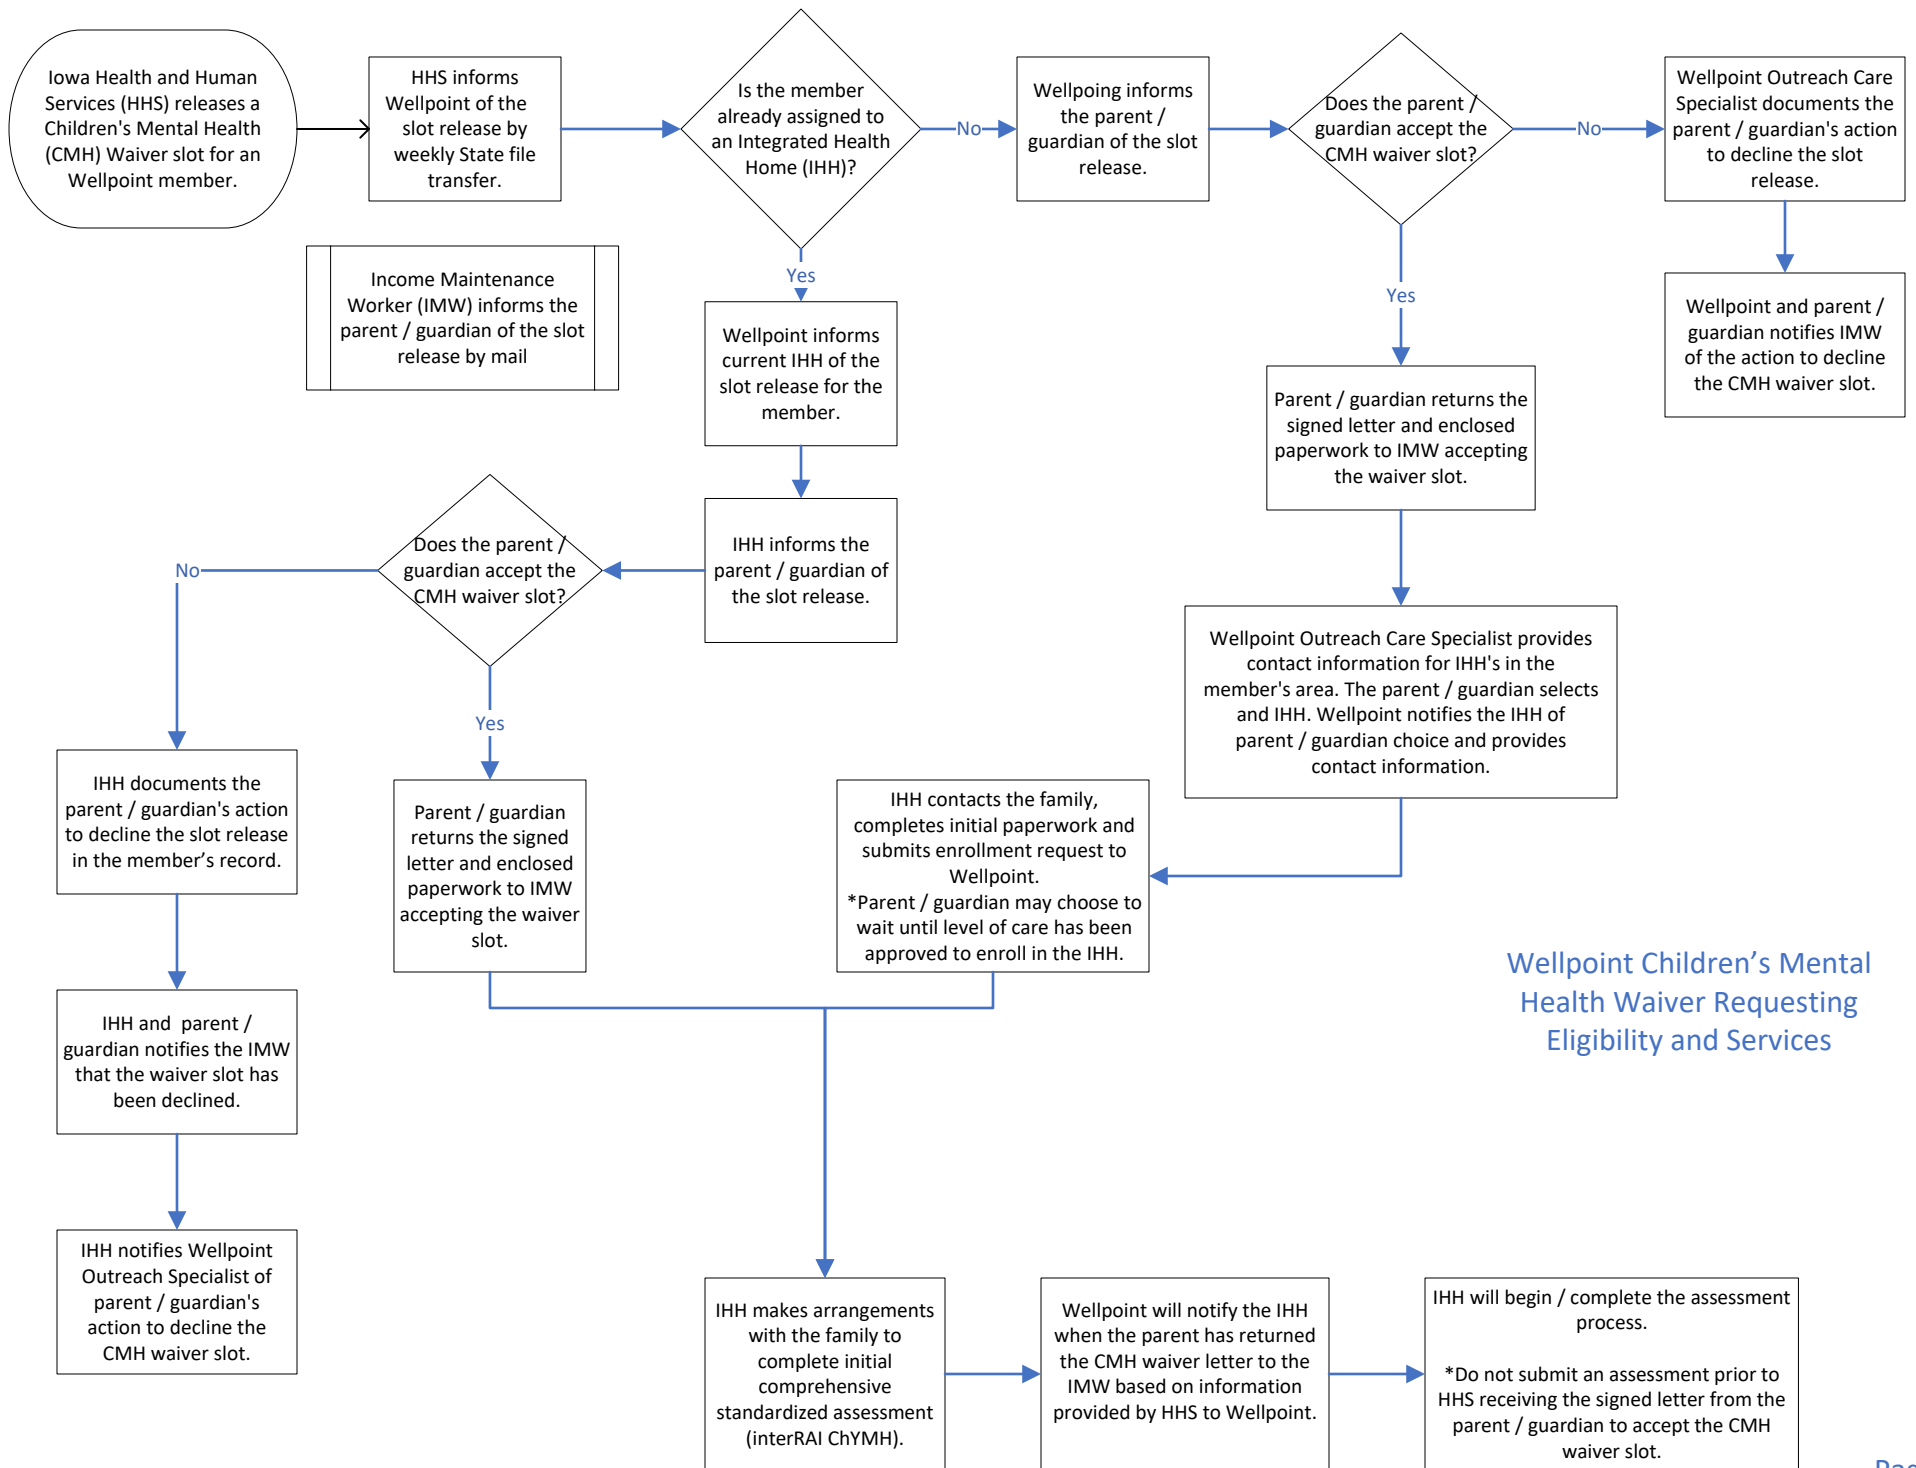 Iowa Health and Human
Services (HHS) releases a
Children's Mental Health
(CMH) Waiver slot for an
Wellpoint member.
HHS informs
Wellpoint of the
slot release by
weekly State file
transfer.
Is the member
already assigned to
an Integrated Health
Home (IHH)?
No
Wellpoing informs
the parent /
guardian of the slot
release.
Does the parent /
guardian accept the
CMH waiver slot?
No
Wellpoint Outreach Care
Specialist documents the
parent / guardian's action
to decline the slot
release.
Income Maintenance
Worker (IMW) informs the
parent / guardian of the slot
release by mail
Yes
Yes
Wellpoint and parent /
guardian notifies IMW
of the action to decline
the CMH waiver slot.
Wellpoint informs
current IHH of the
slot release for the
member.
Parent / guardian returns the
signed letter and enclosed
paperwork to IMW accepting
the waiver slot.
Does the parent /
guardian accept the
CMH waiver slot?
IHH informs the
parent / guardian of
the slot release.
No
Yes
Wellpoint Outreach Care Specialist provides
contact information for IHH's in the
member's area. The parent / guardian selects
and IHH. Wellpoint notifies the IHH of
parent / guardian choice and provides
contact information.
IHH documents the
parent / guardian's action
to decline the slot release
in the member’s record.
Parent / guardian
returns the signed
letter and enclosed
paperwork to IMW
accepting the waiver
slot.
IHH contacts the family,
completes initial paperwork and
submits enrollment request to
Wellpoint.
*Parent / guardian may choose to
wait until level of care has been
approved to enroll in the IHH.
Wellpoint Children’s Mental
Health Waiver Requesting
Eligibility and Services
IHH and parent /
guardian notifies the IMW
that the waiver slot has
been declined.
IHH notifies Wellpoint
Outreach Specialist of
parent / guardian's
action to decline the
CMH waiver slot.
IHH makes arrangements
with the family to
complete initial
comprehensive
standardized assessment
(interRAI ChYMH).
Wellpoint will notify the IHH
when the parent has returned
the CMH waiver letter to the
IMW based on information
provided by HHS to Wellpoint.
IHH will begin / complete the assessment
process.
*Do not submit an assessment prior to
HHS receiving the signed letter from the
parent / guardian to accept the CMH
waiver slot.